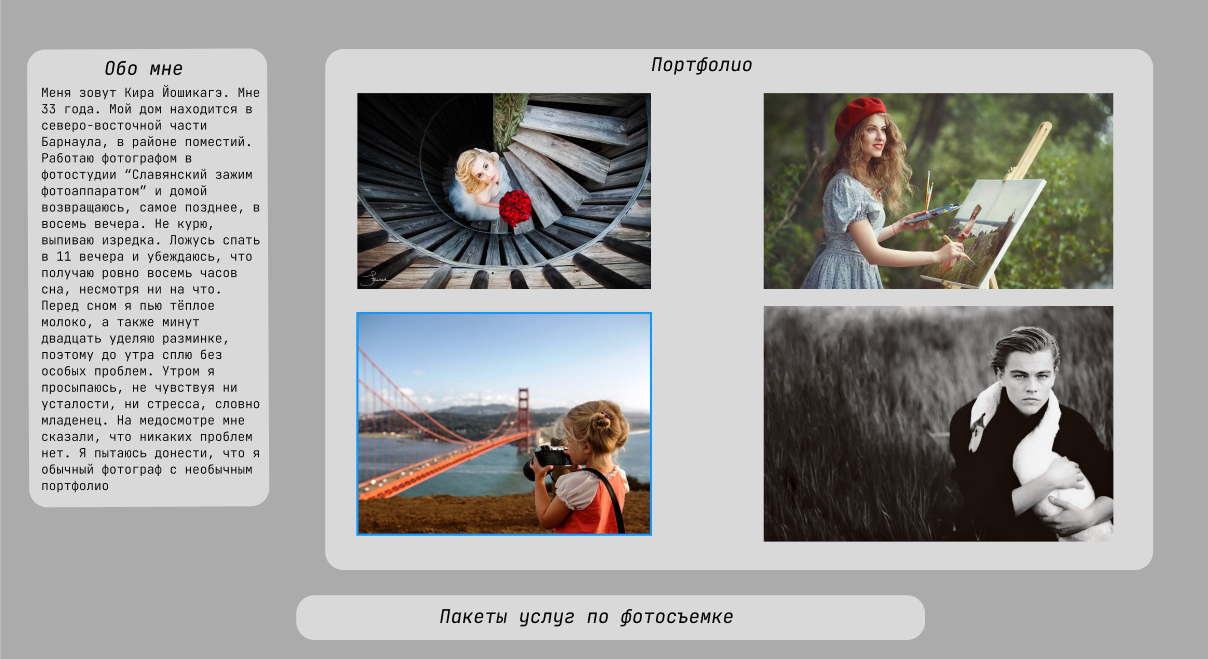 Обо мне
Меня зовут Кира Йошикагэ. Мне
33 года. Мой дом находится в
северо-восточной части
Барнаула, в районе поместий.
Работаю фотографом в
фотостудии “Славянский зажим
фотоаппаратом” и домой
возвращаюсь, самое позднее, в
восемь вечера. Не курю,
выпиваю изредка. Ложусь спать
в 11 вечера и убеждаюсь, что
получаю ровно восемь часов
сна, несмотря ни на что.
Перед сном я пью тёплое
молоко, а также минут
двадцать уделяю разминке,
поэтому до утра сплю без
особых проблем. Утром я
просыпаюсь, не чувствуя ни
усталости, ни стресса, словно
младенец. На медосмотре мне
сказали, что никаких проблем
нет. Я пытаюсь донести, что я
обычный фотограф с необычным
портфолио
Портфолио
Пакеты услуг по фотосъемке